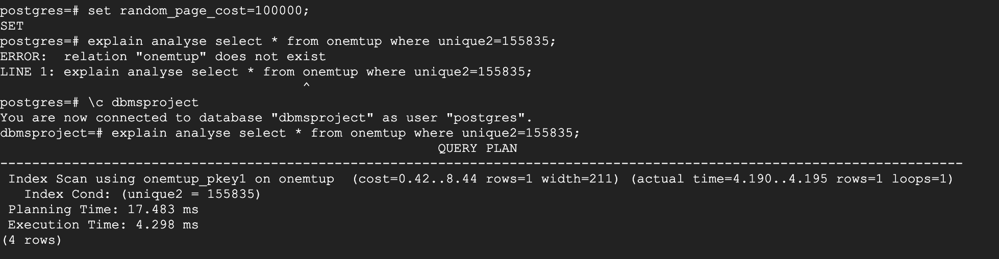 postgres=# set random_page_cost=100000;
SET
postgres=# explain analyse select * from onemtup where unique2=155835;
ERROR:  relation "onemtup" does not exist
LINE 1: explain analyse select * from onemtup where unique2=155835;
                                      ^
postgres=# \c dbmsproject
You are now connected to database "dbmsproject" as user "postgres".
dbmsproject=# explain analyse select * from onemtup where unique2=155835;
                                                       QUERY PLAN
-------------------------------------------------------------------------------------------------------------------------
 Index Scan using onemtup_pkey1 on onemtup  (cost=0.42..8.44 rows=1 width=211) (actual time=4.190..4.195 rows=1 loops=1)
   Index Cond: (unique2 = 155835)
 Planning Time: 17.483 ms
 Execution Time: 4.298 ms
(4 rows)